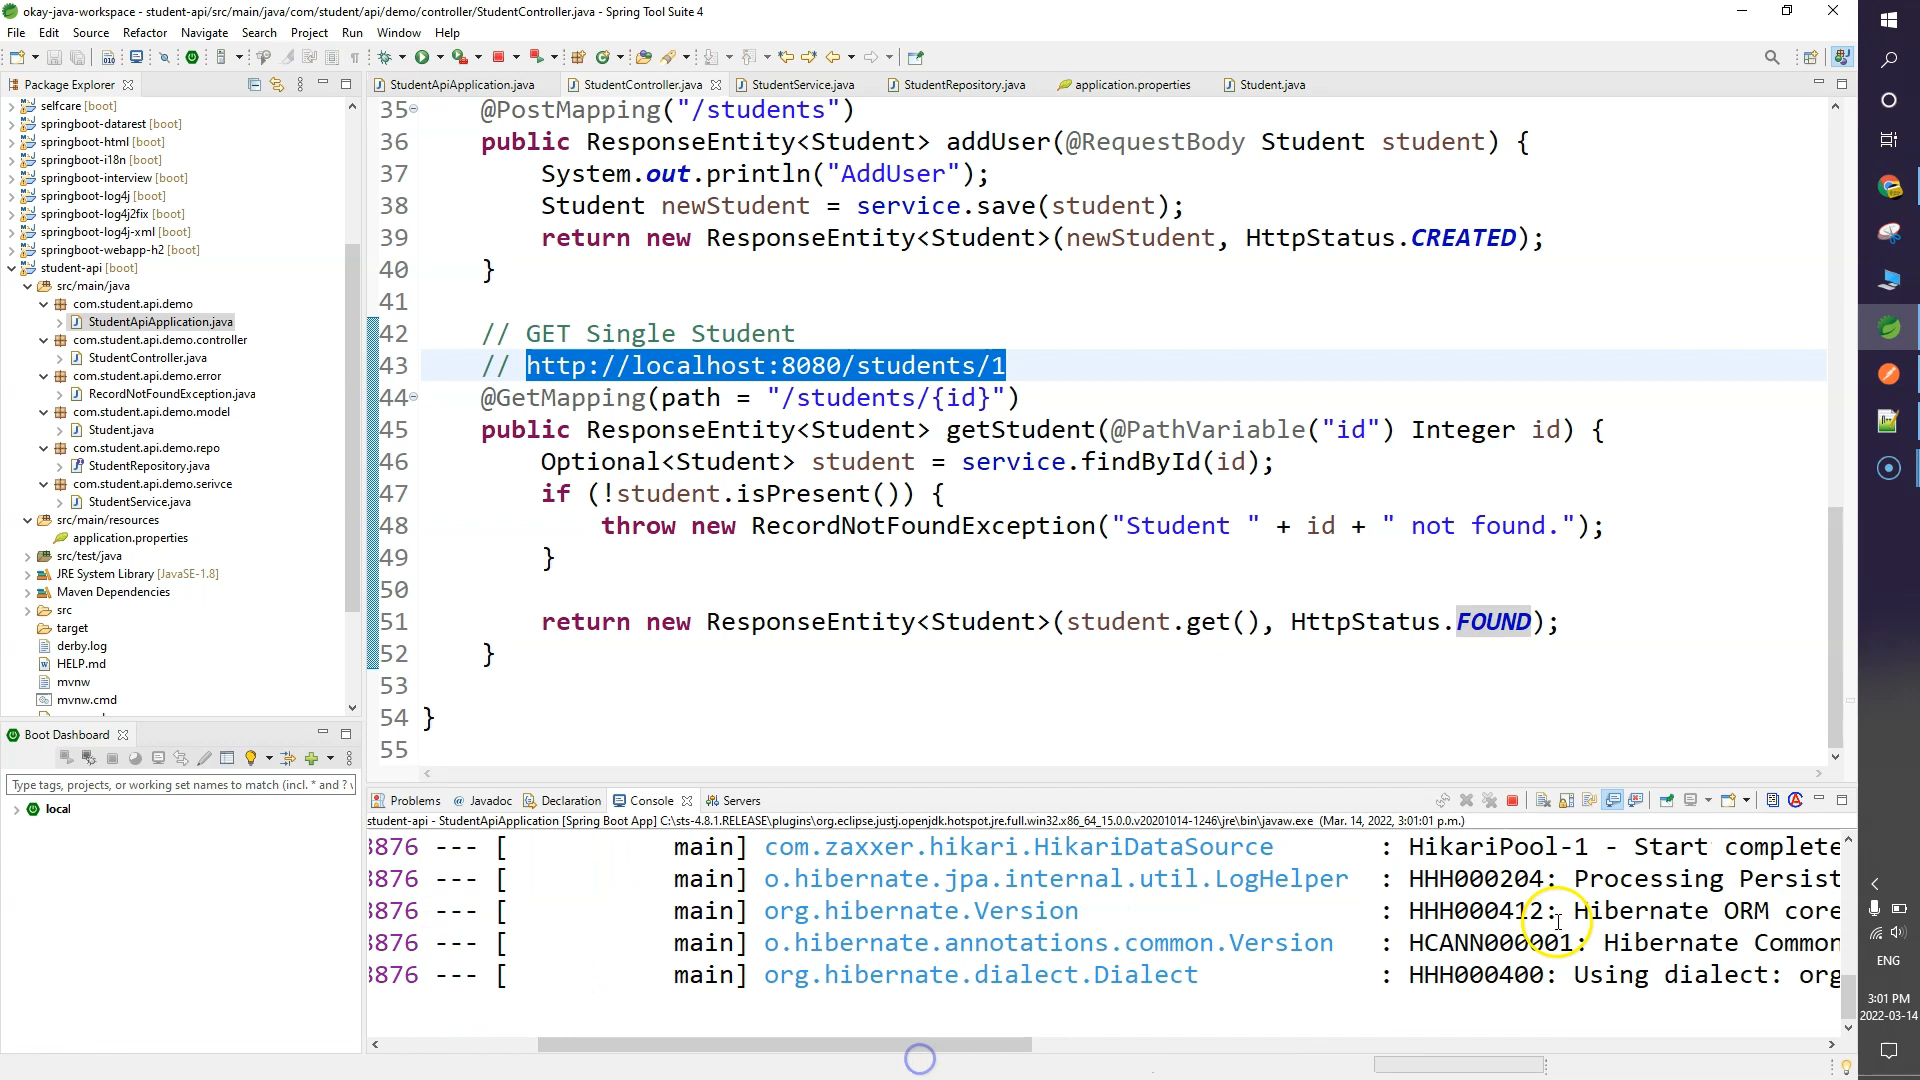 okay-java-workspace - student-api/src/main/java/com/student/api/demo/controller/StudentController.java - Spring Tool Suite 4
File Edit Source Refactor Navigate Search Project Run Window Help
Package Explorer
selfcare [boot]
springboot-datarest [boot]
springboot-html [boot]
springboot-i18n [boot]
springboot-interview [boot]
springboot-log4j [boot]
springboot-log4j2fix [boot]
springboot-log4j-xml [boot]
springboot-webapp-h2 [boot]
student-api [boot]
src/main/java
com.student.api.demo
StudentApiApplication.java
com.student.api.demo.controller
StudentController.java
com.student.api.demo.error
RecordNotFoundException.java
com.student.api.demo.model
Student.java
com.student.api.demo.repo
StudentRepository.java
com.student.api.demo.serivce
StudentService.java
src/main/resources
application.properties
src/test/java
JRE System Library [JavaSE-1.8]
Maven Dependencies
src
target
derby.log
HELP.md
mvnw
mvnw.cmd
Boot Dashboard
Type tags, projects, or working set names to match (incl. * and ? \
local
StudentApiApplication.java StudentController.java StudentService.java StudentRepository.java application.properties Student.java
35 @PostMapping("/students")
36 public ResponseEntity<Student> addUser(@RequestBody Student student) {
37 System.out.println("AddUser");
38 Student newStudent = service.save(student);
39 return new ResponseEntity<Student>(newStudent, HttpStatus.CREATED);
40 }
41
42 // GET Single Student
43 // http://localhost:8080/students/1
44 @GetMapping(path = "/students/{id}")
45 public ResponseEntity<Student> getStudent(@PathVariable("id") Integer id) {
46 Optional<Student> student = service.findById(id);
47 if (!student.isPresent()) {
48 throw new RecordNotFoundException("Student " + id + " not found.");
49 }
50
51 return new ResponseEntity<Student>(student.get(), HttpStatus.FOUND);
52 }
53
54 }
55
Problems Javadoc Declaration Console Servers
student-api - StudentApiApplication [Spring Boot App] C:\sts-4.8.1.RELEASE\plugins\org.eclipse.justj.openjdk.hotspot.jre.full.win32.x86_64_15.0.0.v20201014-1246\jre\bin\javaw.exe (Mar. 14, 2022, 3:01:01 p.m.)
3876 --- [ main] com.zaxxer.hikari.HikariDataSource : HikariPool-1 - Start complete
3876 --- [ main] o.hibernate.jpa.internal.util.LogHelper : HHH000204: Processing Persist
3876 --- [ main] org.hibernate.Version : HHH000412: Hibernate ORM core
3876 --- [ main] o.hibernate.annotations.common.Version : HCANN000001: Hibernate Common
3876 --- [ main] org.hibernate.dialect.Dialect : HHH000400: Using dialect: org
ENG
3:01 PM
2022-03-14